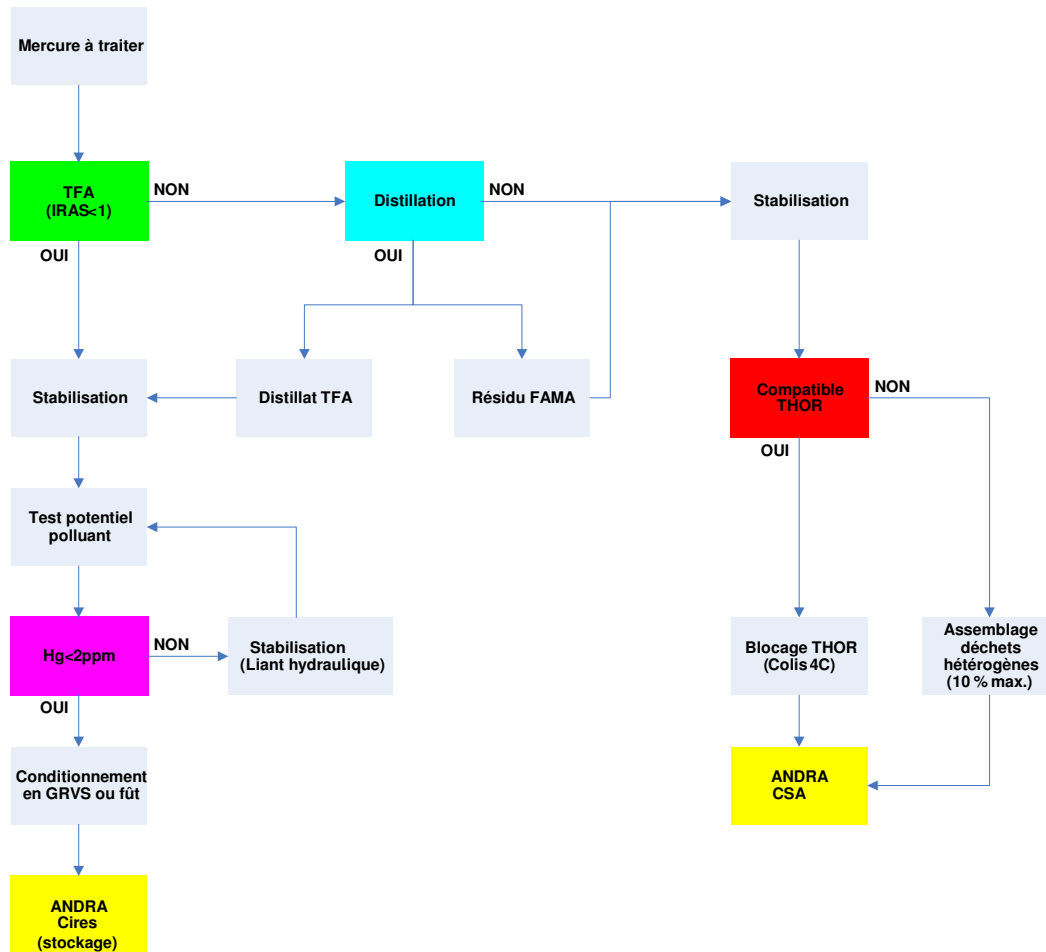 Mercure à traiter
TFA
(IRAS<1)
NON
Distillation
NON
Stabilisation
OUI
OUI
Stabilisation
Distillat TFA
Résidu FAMA
Compatible
THOR
NON
OUI
Test potentiel
polluant
Hg<2ppm
NON
Stabilisation
(Liant hydraulique)
Blocage THOR
(Colis 4C)
Assemblage
déchets
hétérogènes
(10 % max.)
OUI
Conditionnement
en GRVS ou fût
ANDRA
CSA
ANDRA
Cires
(stockage)